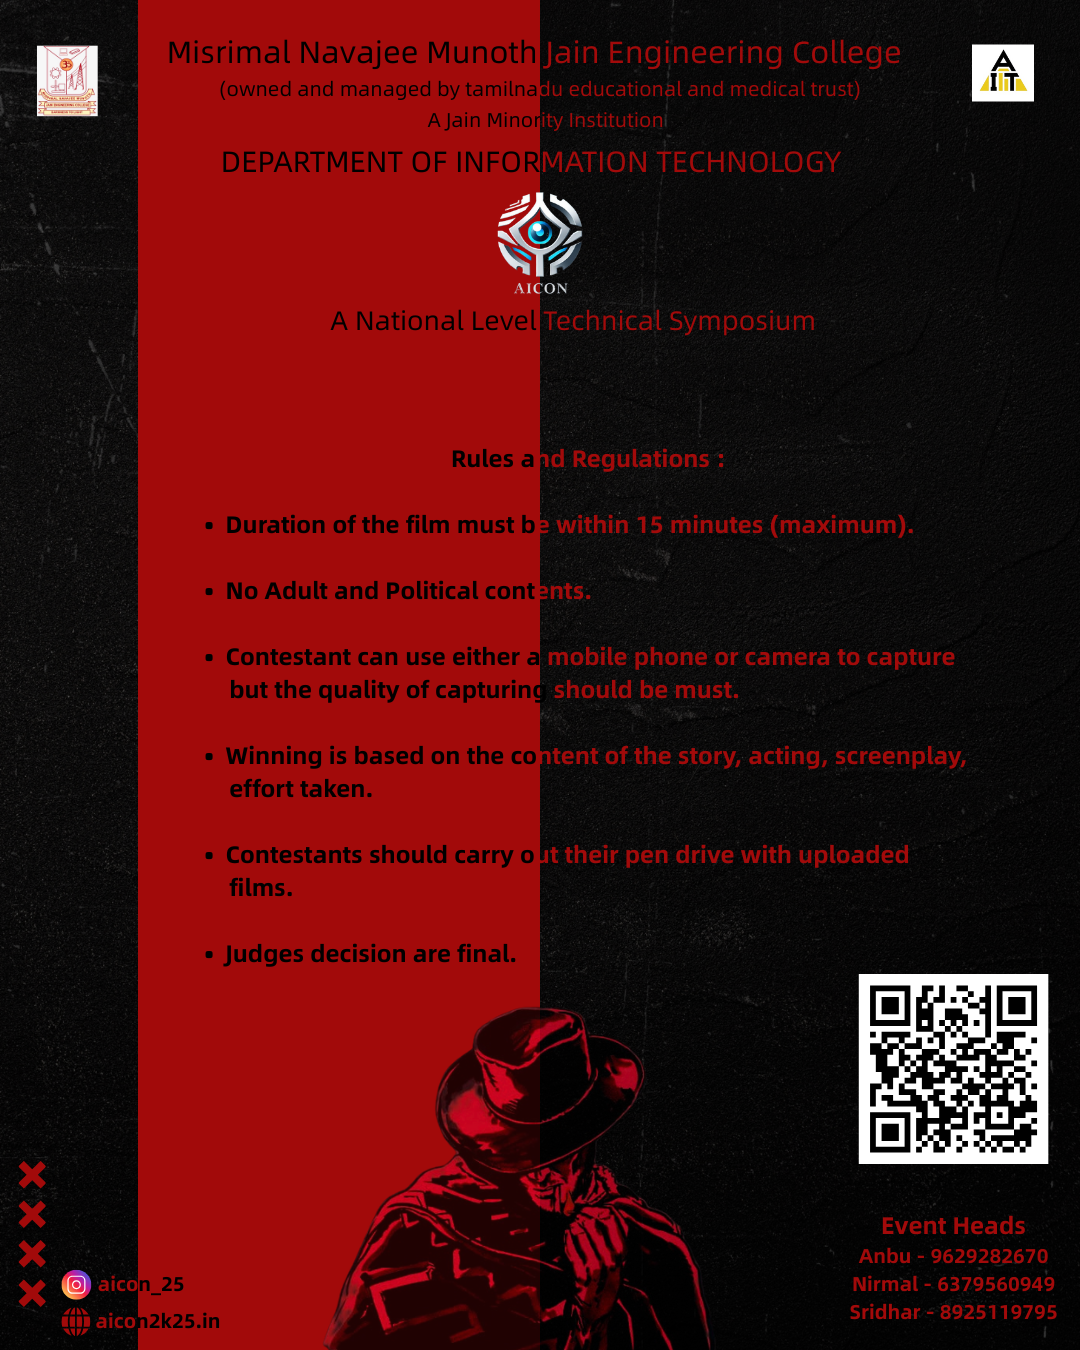 Misrimal Navajee Munoth Jain Engineering College
(owned and managed by tamilnadu educational and medical trust)
A Jain Minority Institution
DEPARTMENT OF INFORMATION TECHNOLOGY
AIT
AICON
A National Level Technical Symposium
Rules and Regulations :
• Duration of the film must be within 15 minutes (maximum).
• No Adult and Political contents.
• Contestant can use either a mobile phone or camera to capture
but the quality of capturing should be must.
• Winning is based on the content of the story, acting, screenplay,
effort taken.
• Contestants should carry out their pen drive with uploaded
films.
• Judges decision are final.
Event Heads
Anbu - 9629282670
Nirmal - 6379560949
Sridhar - 8925119795
aicon_25
aicon2k25.in